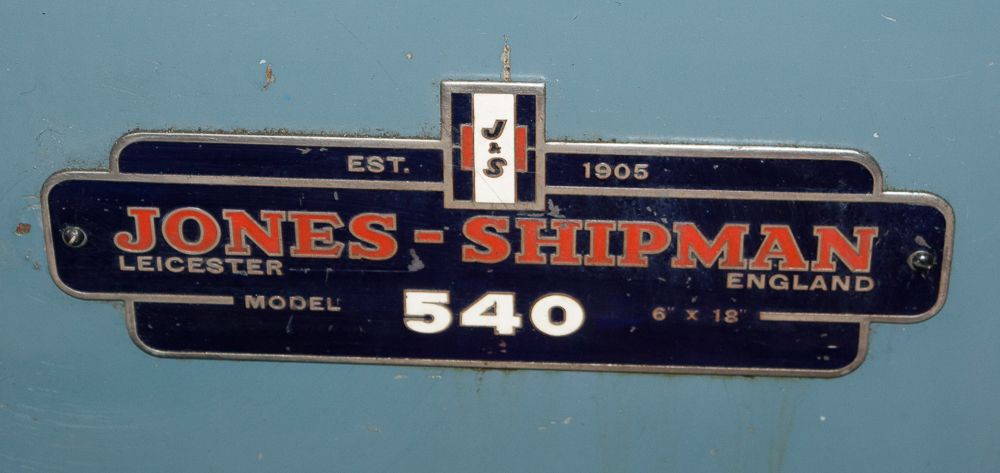 J&S
EST. 1905
JONES-SHIPMAN
LEICESTER ENGLAND
MODEL 540 6" x 18"